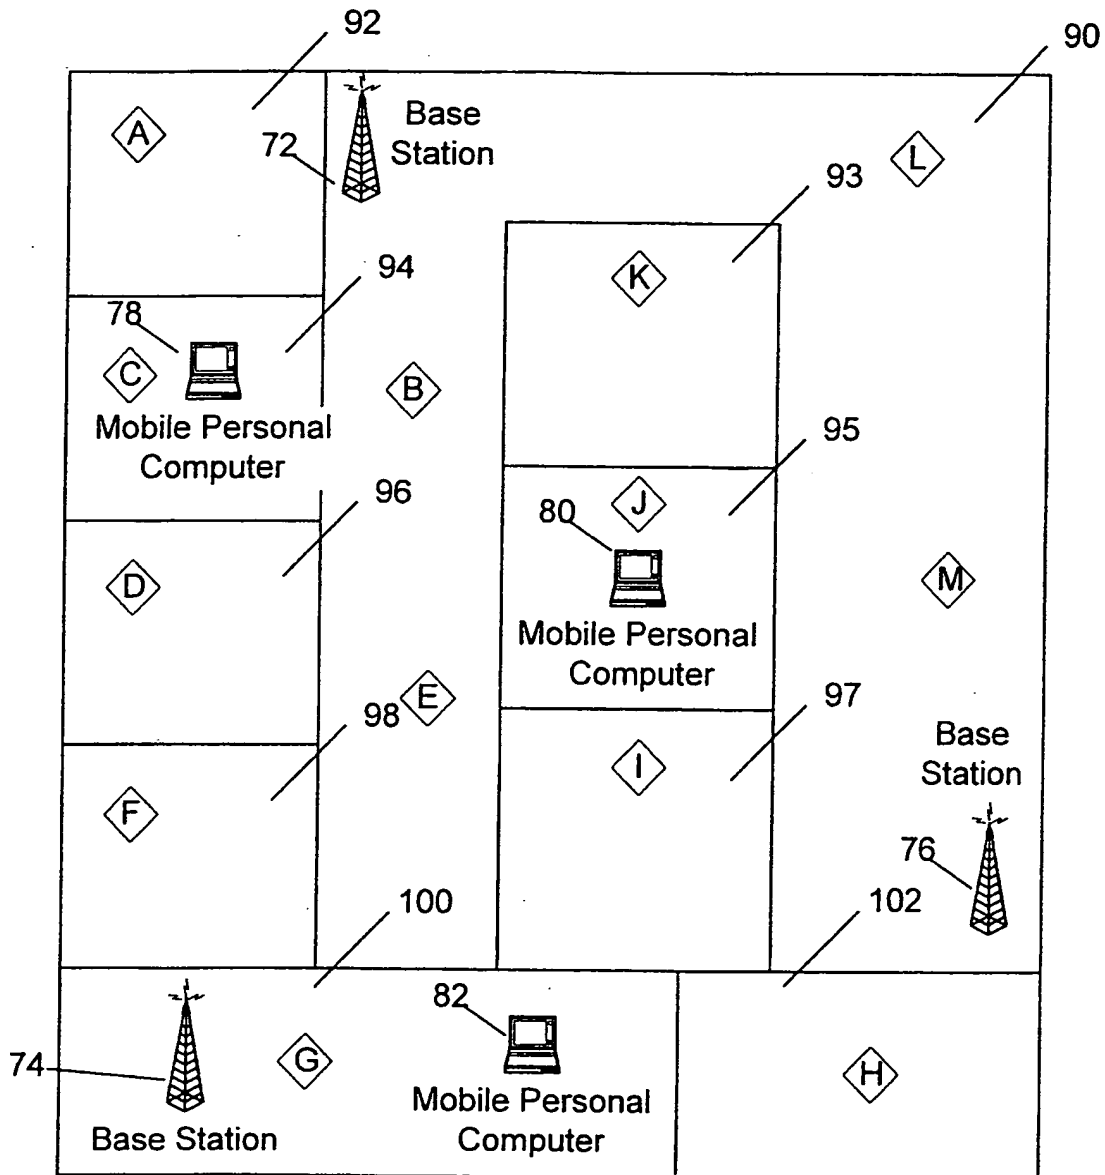 92
90
A
Base
Station
72
L
93
K
94
78
C
B
Mobile Personal
Computer
95
J
80
96
D
M
Mobile Personal
Computer
E
98
97
Base
Station
I
F
76
100
102
82
74
G
H
Mobile Personal
Computer
Base Station